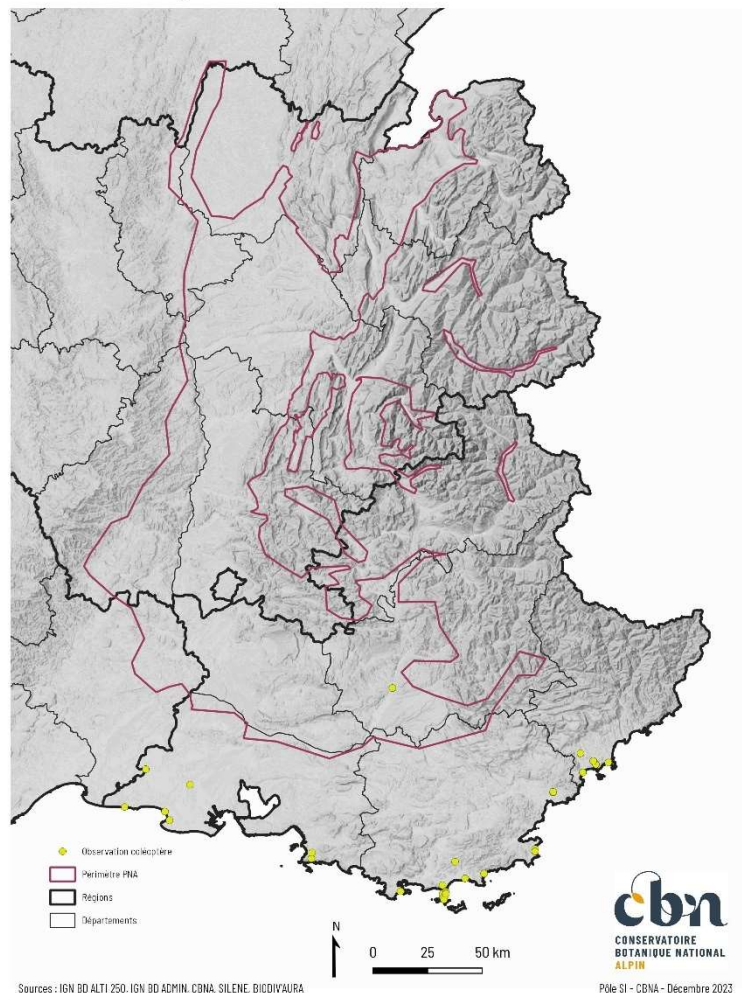 Observation coléoptère
Périmètre PNA
Régions
Départements
N
0 25 50 km
cbn
CONSERVATOIRE
BOTANIQUE NATIONAL
ALPIN
Sources : IGN BD ALTI 250, IGN BD ADMIN, CBNA, SILENE, BIODIV'AURA
Pôle SI - CBNA - Décembre 2023